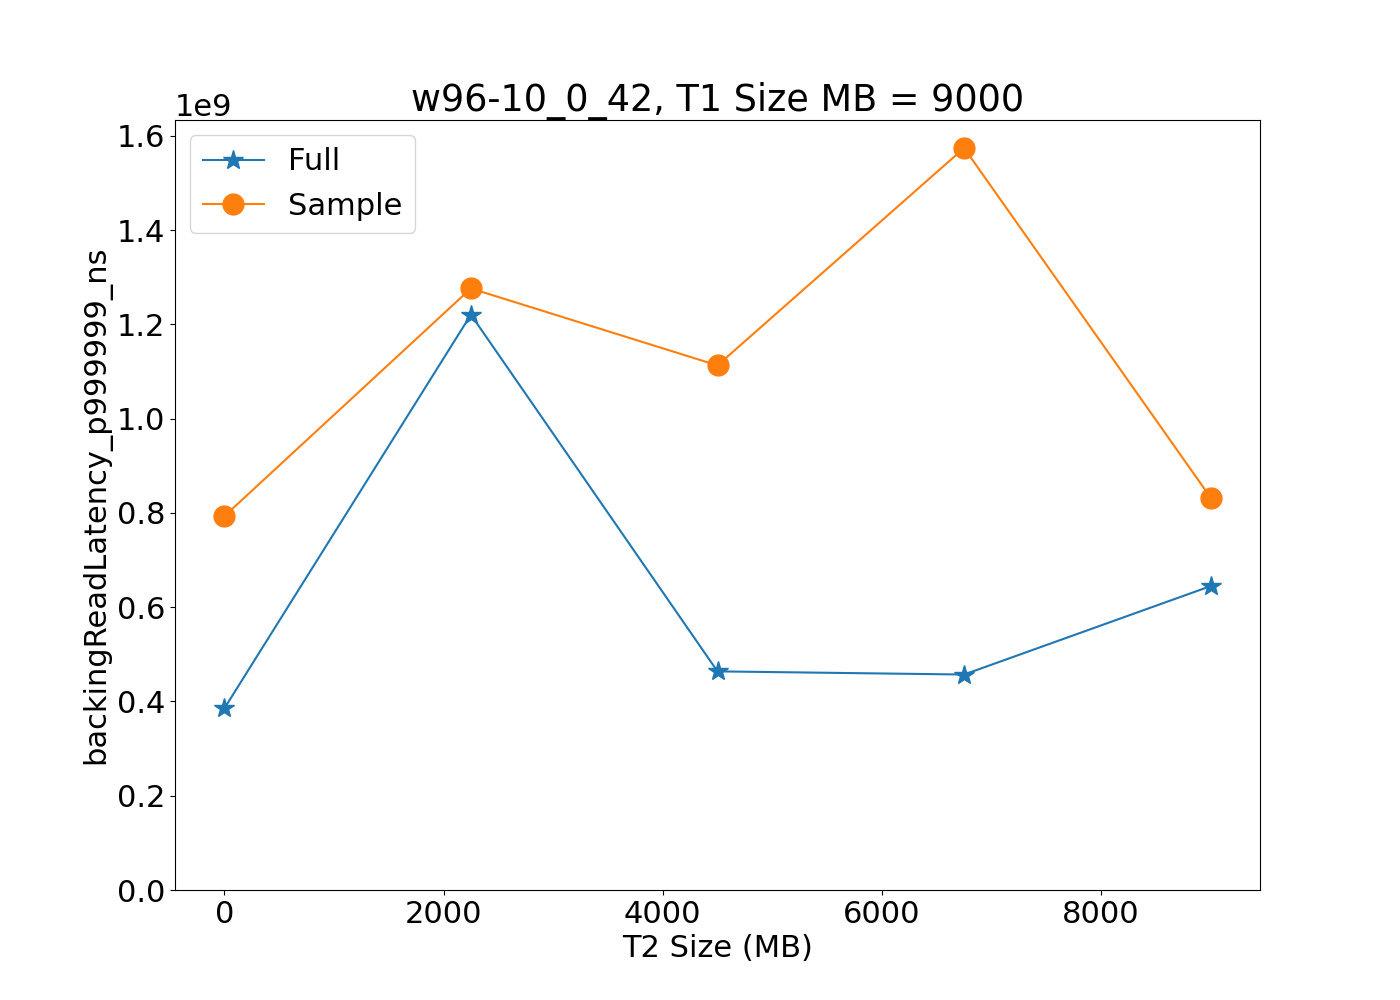 1e9
w96-10_0_42, T1 Size MB = 9000
Full
Sample
1.6
1.4
1.2
1.0
0.8
0.6
0.4
0.2
0.0
backingReadLatency_p999999_ns
0 2000 4000 6000 8000
T2 Size (MB)